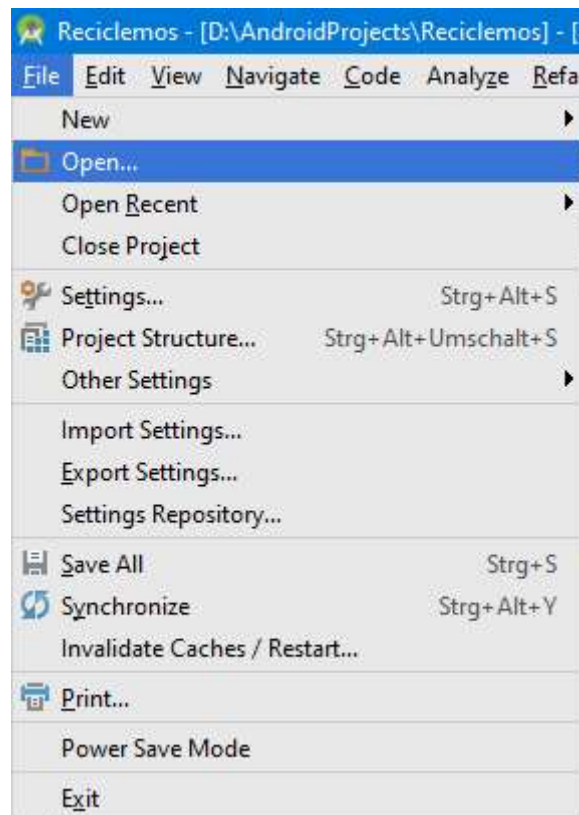 Reciclemos - [D:\AndroidProjects\Reciclemos] - [
File Edit View Navigate Code Analyze Refa
New
Open...
Open Recent
Close Project
Settings... Strg+Alt+S
Project Structure... Strg+Alt+Umschalt+S
Other Settings
Import Settings...
Export Settings...
Settings Repository...
Save All Strg+S
Synchronize Strg+Alt+Y
Invalidate Caches / Restart...
Print...
Power Save Mode
Exit